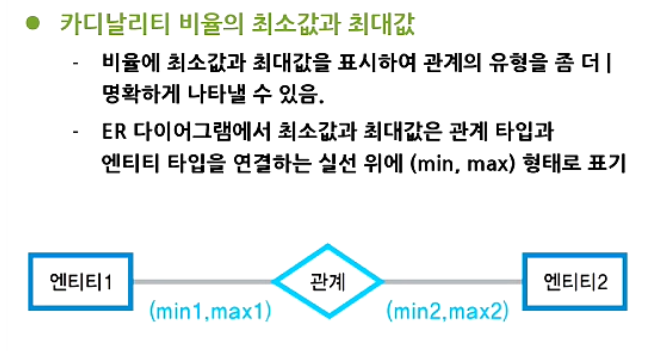 ● 카디날리티 비율의 최소값과 최대값
- 비율에 최소값과 최대값을 표시하여 관계의 유형을 좀 더
명확하게 나타낼 수 있음.
- ER 다이어그램에서 최소값과 최대값은 관계 타입과
엔티티 타입을 연결하는 실선 위에 (min, max) 형태로 표기
엔티티1 관계 엔티티2
(min1,max1) (min2,max2)